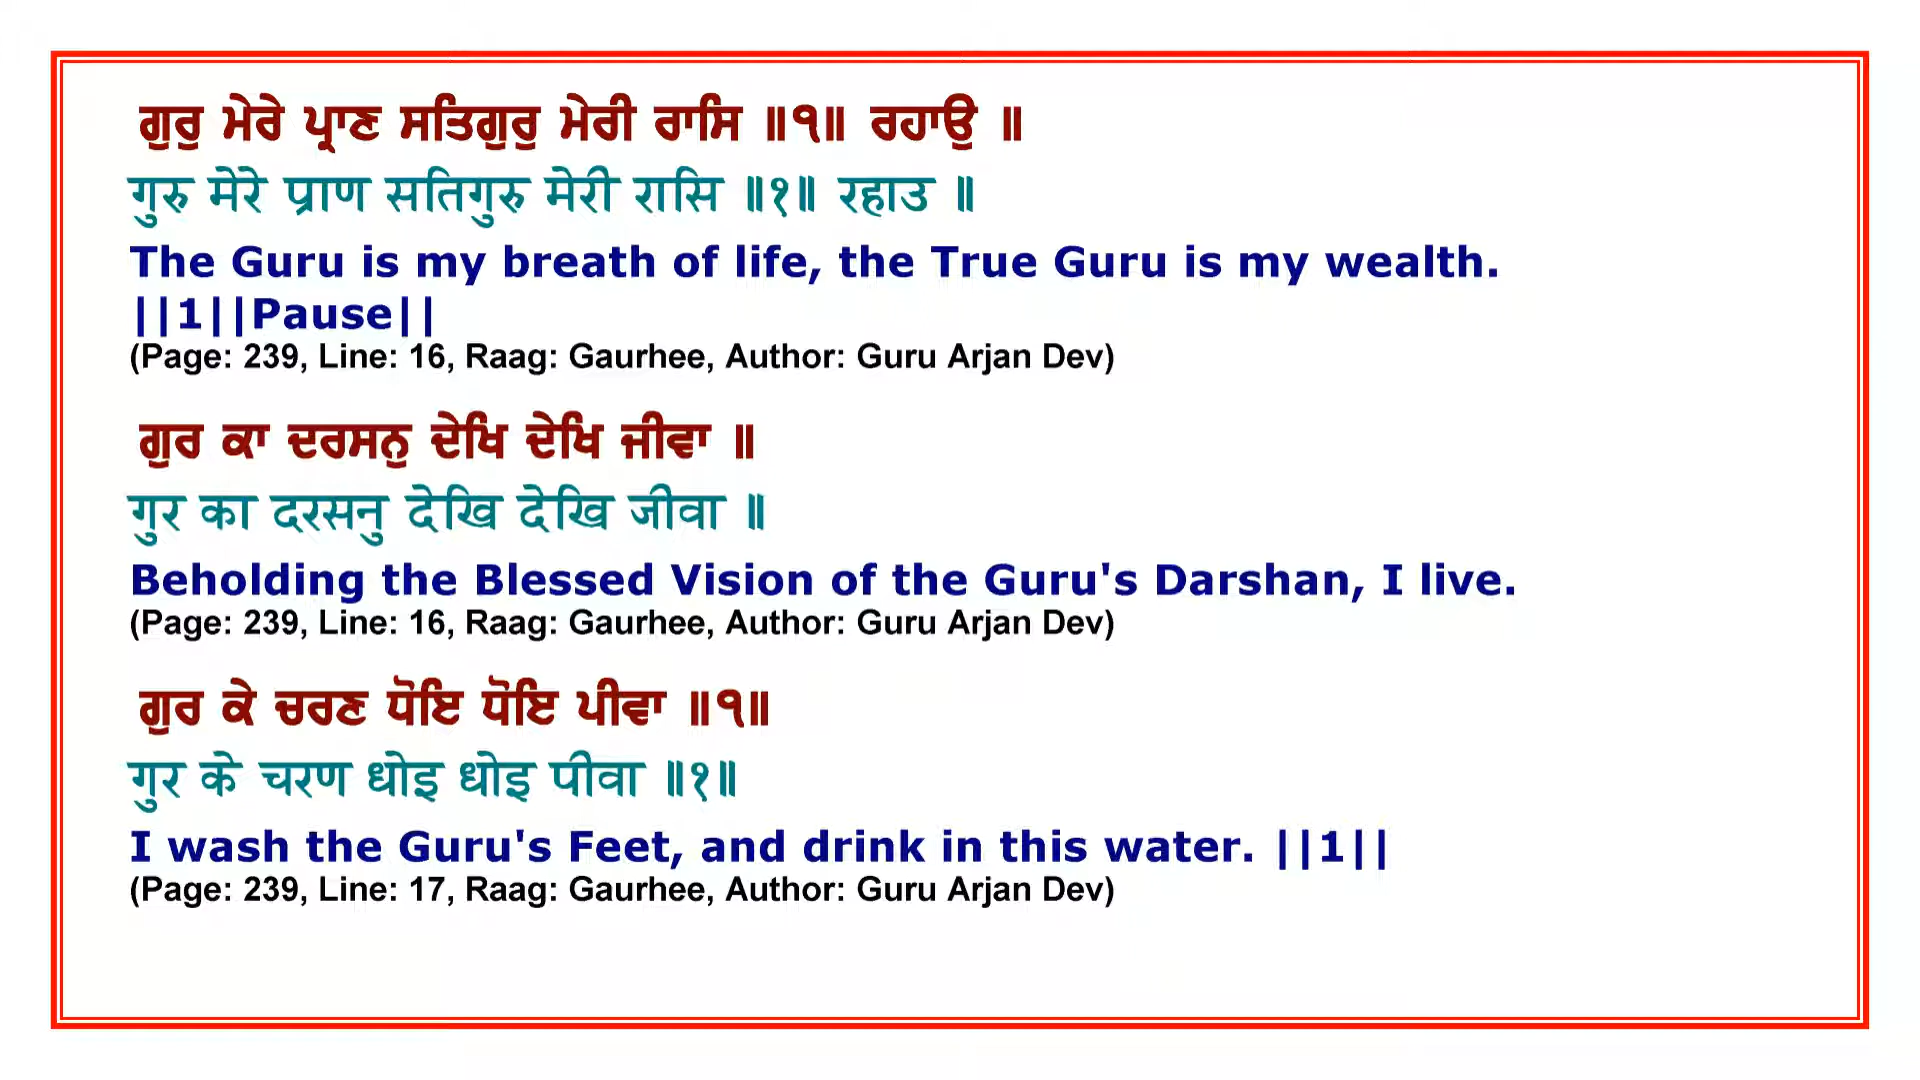 ਗੁਰੁ ਮੇਰੇ ਪ੍ਰਾਣ ਸਤਿਗੁਰੁ ਮੇਰੀ ਰਾਸਿ ॥੧॥ ਰਹਾਉ ॥
गुरु मेरे प्राण सतिगुरु मेरी रासि ॥१॥ रहाउ ॥
The Guru is my breath of life, the True Guru is my wealth.
||1||Pause||
(Page: 239, Line: 16, Raag: Gaurhee, Author: Guru Arjan Dev)
ਗੁਰ ਕਾ ਦਰਸਨੁ ਦੇਖਿ ਦੇਖਿ ਜੀਵਾ ॥
गुर का दरसनु देखि देखि जीवा ॥
Beholding the Blessed Vision of the Guru's Darshan, I live.
(Page: 239, Line: 16, Raag: Gaurhee, Author: Guru Arjan Dev)
ਗੁਰ ਕੇ ਚਰਣ ਧੋਇ ਧੋਇ ਪੀਵਾ ॥੧॥
गुर के चरण धोइ धोइ पीवा ॥१॥
I wash the Guru's Feet, and drink in this water. ||1||
(Page: 239, Line: 17, Raag: Gaurhee, Author: Guru Arjan Dev)